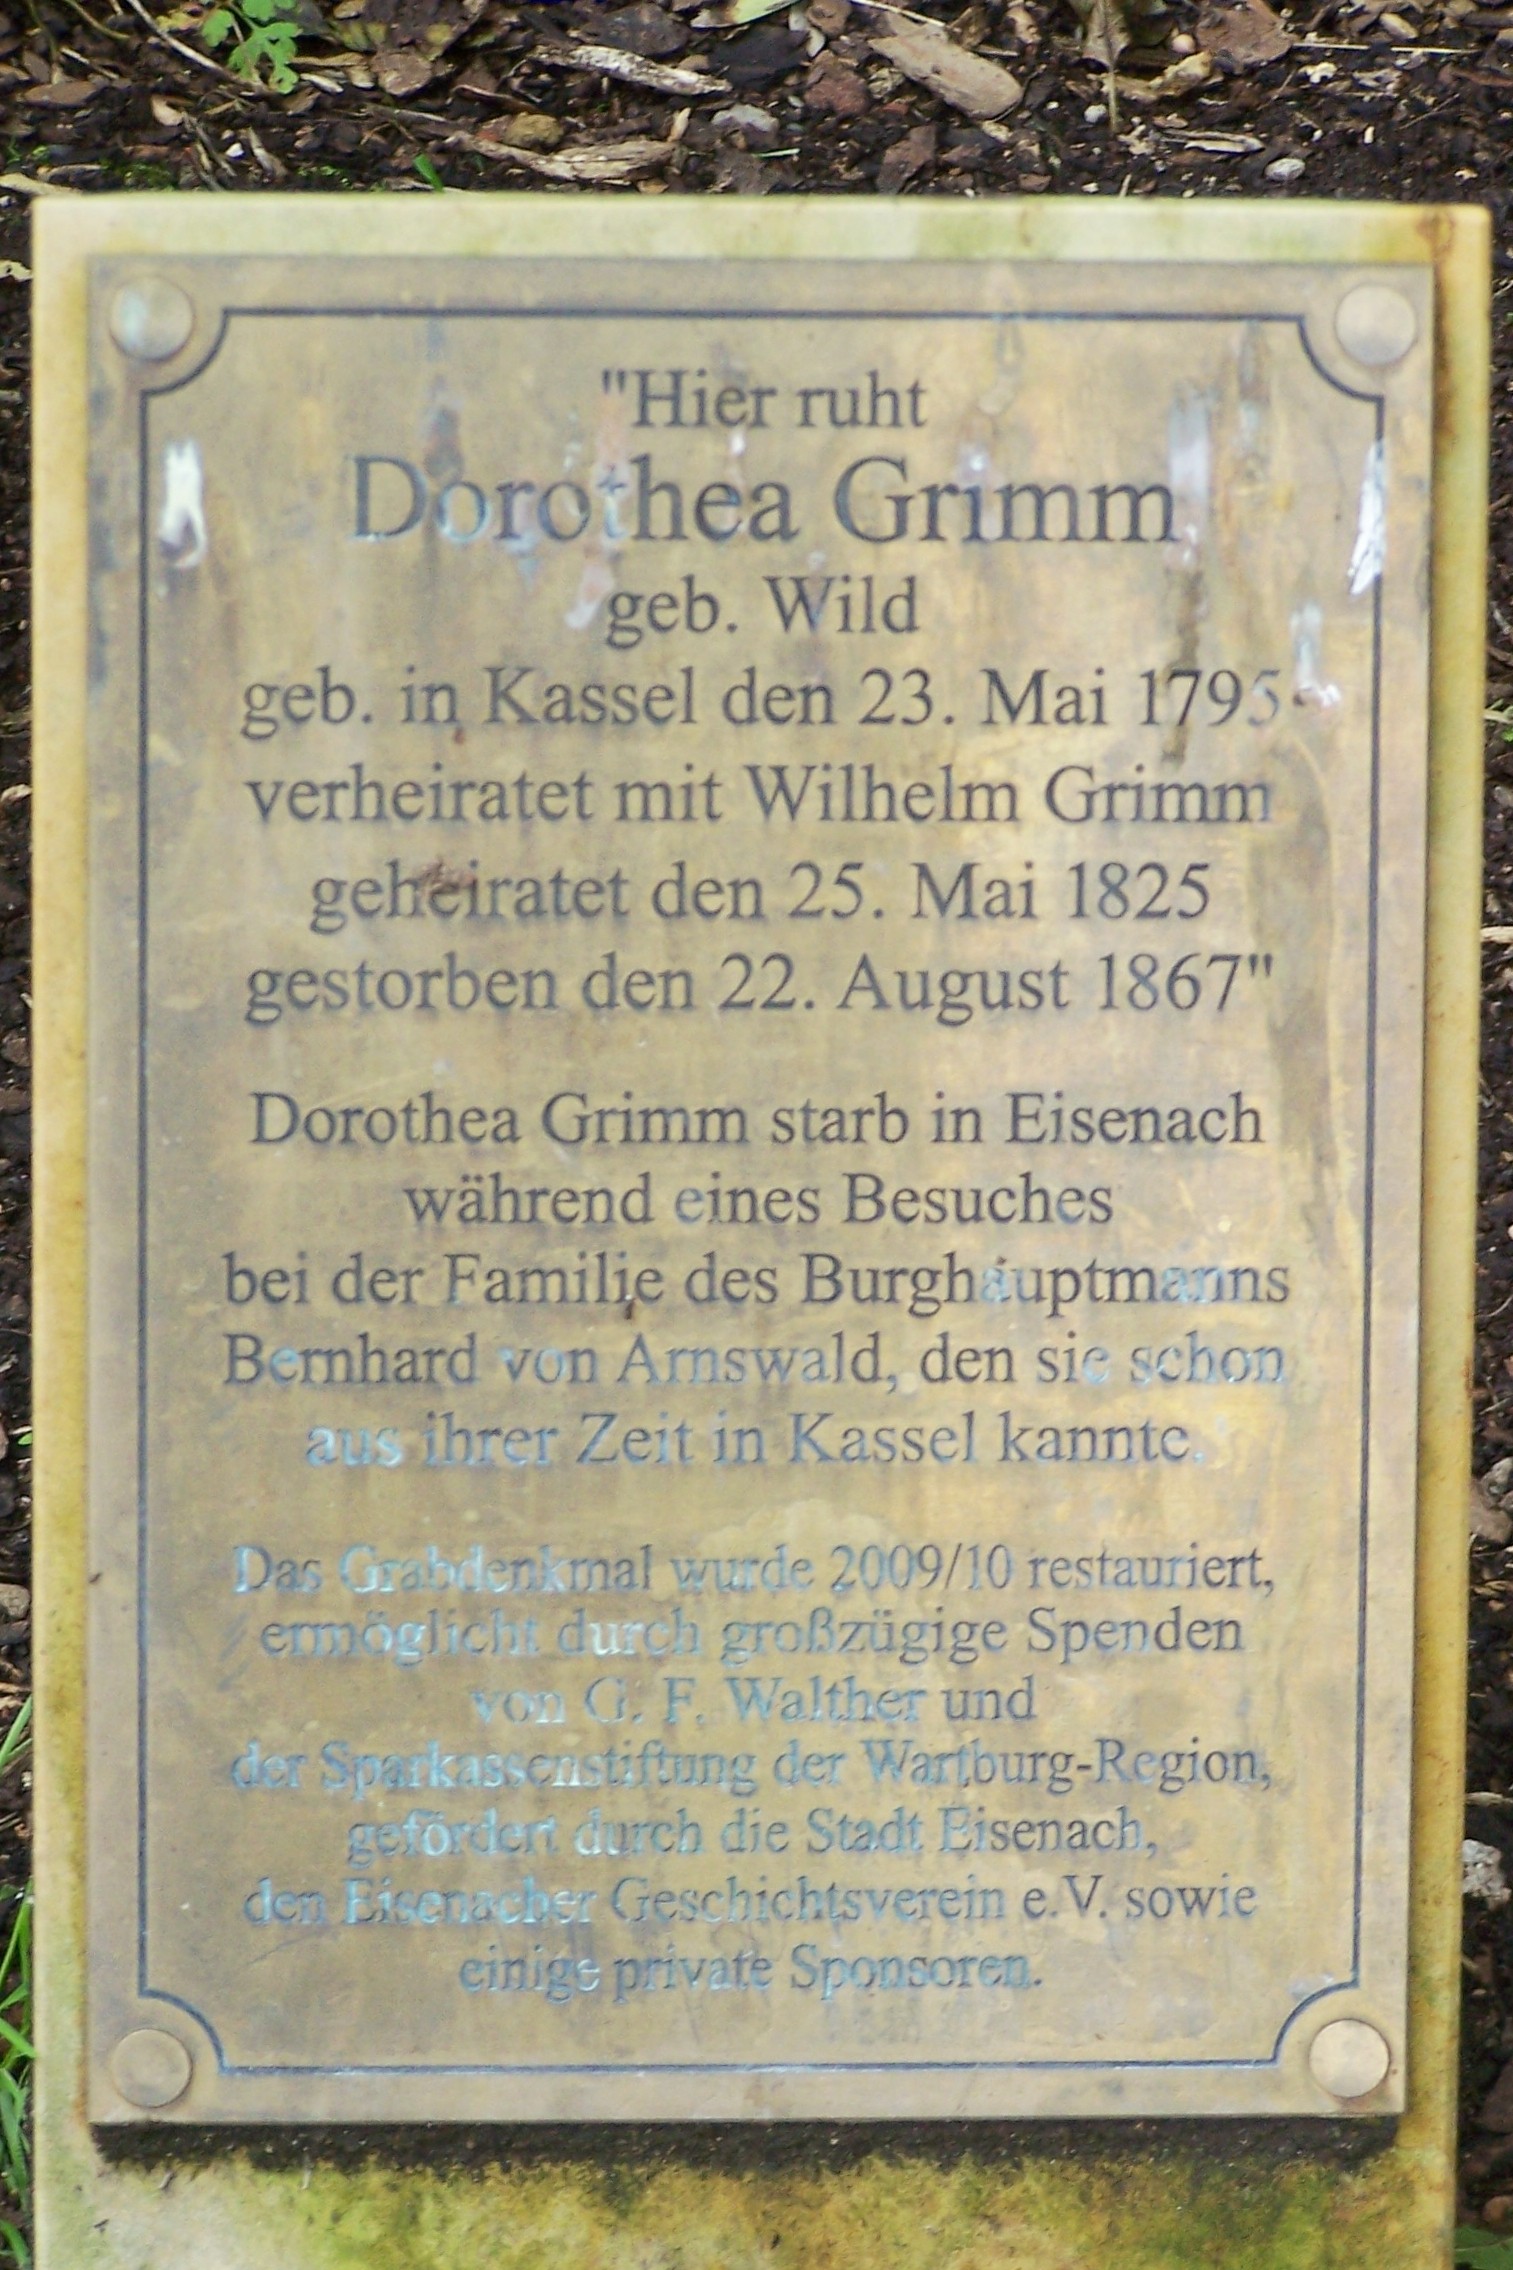 "Hier ruht
Dorothea Grimm
geb. Wild
geb. in Kassel den 23. Mai 1795
verheiratet mit Wilhelm Grimm
geheiratet den 25. Mai 1825
gestorben den 22. August 1867"
Dorothea Grimm starb in Eisenach
während eines Besuches
bei der Familie des Burghauptmanns
Bernhard von Arnswald, den sie schon
aus ihrer Zeit in Kassel kannte.
Das Grabdenkmal wurde 2009/10 restauriert,
ermöglicht durch großzügige Spenden
von G. F. Walther und
der Sparkassenstiftung der Wartburg-Region,
gefördert durch die Stadt Eisenach,
den Eisenacher Geschichtsverein e.V. sowie
einige private Sponsoren.